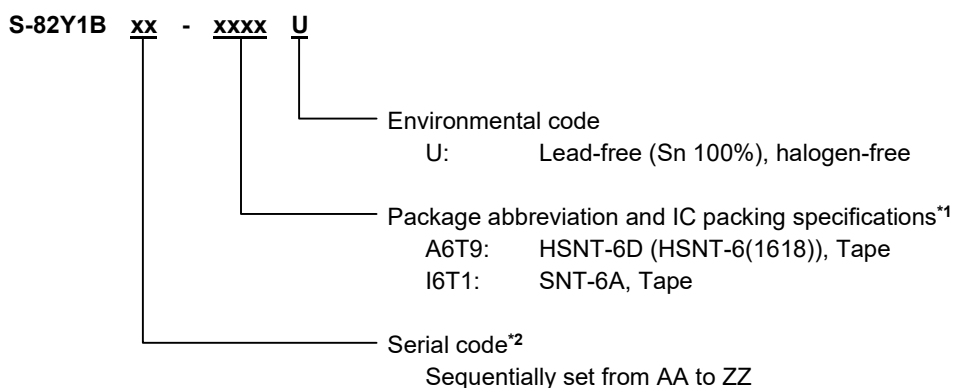 S-82Y1B xx - xxxx U
Environmental code
U: Lead-free (Sn 100%), halogen-free
Package abbreviation and IC packing specifications*1
A6T9: HSNT-6D (HSNT-6(1618)), Tape
I6T1: SNT-6A, Tape
Serial code*2
Sequentially set from AA to ZZ